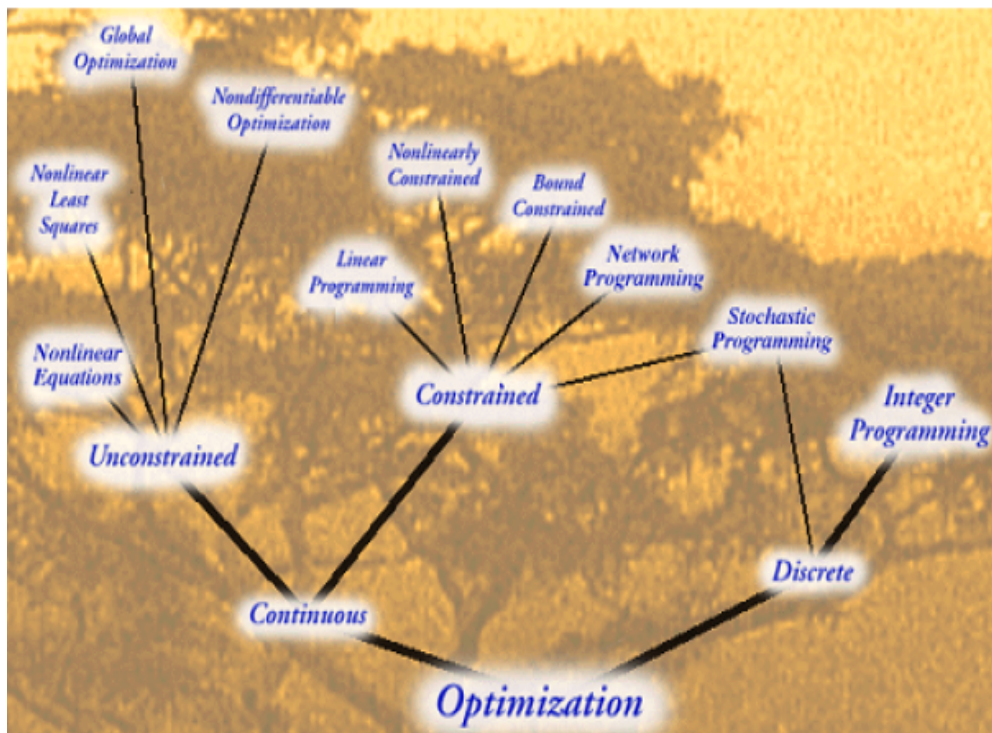 Global
Optimization
Nondifferentiable
Optimization
Nonlinearly
Constrained
Nonlinear
Least
Squares
Bound
Constrained
Linear
Programming
Network
Programming
Stochastic
Programming
Nonlinear
Equations
Constrained
Integer
Programming
Unconstrained
Discrete
Continuous
Optimization